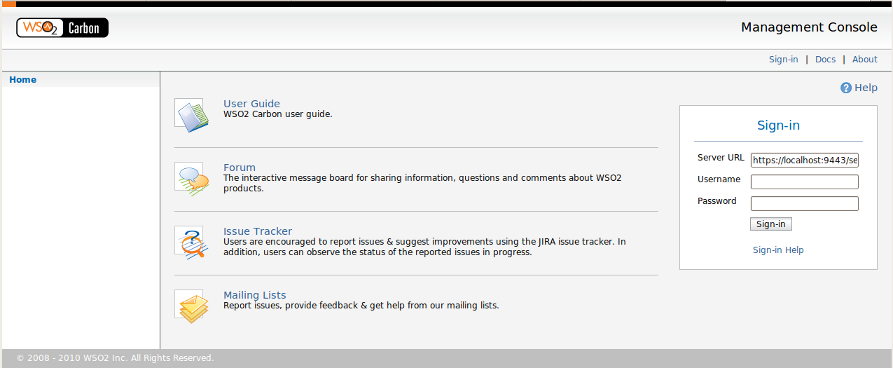 WSO2 Carbon
Management Console
Sign-in | Docs | About
Home
Help
User Guide
WSO2 Carbon user guide.
Forum
The interactive message board for sharing information, questions and comments about WSO2
products.
Issue Tracker
Users are encouraged to report issues & suggest improvements using the JIRA issue tracker. In
addition, users can observe the status of the reported issues in progress.
Mailing Lists
Report issues, provide feedback & get help from our mailing lists.
Sign-in
Server URL https://localhost:9443/se
Username
Password
Sign-in
Sign-in Help
© 2008 - 2010 WSO2 Inc. All Rights Reserved.